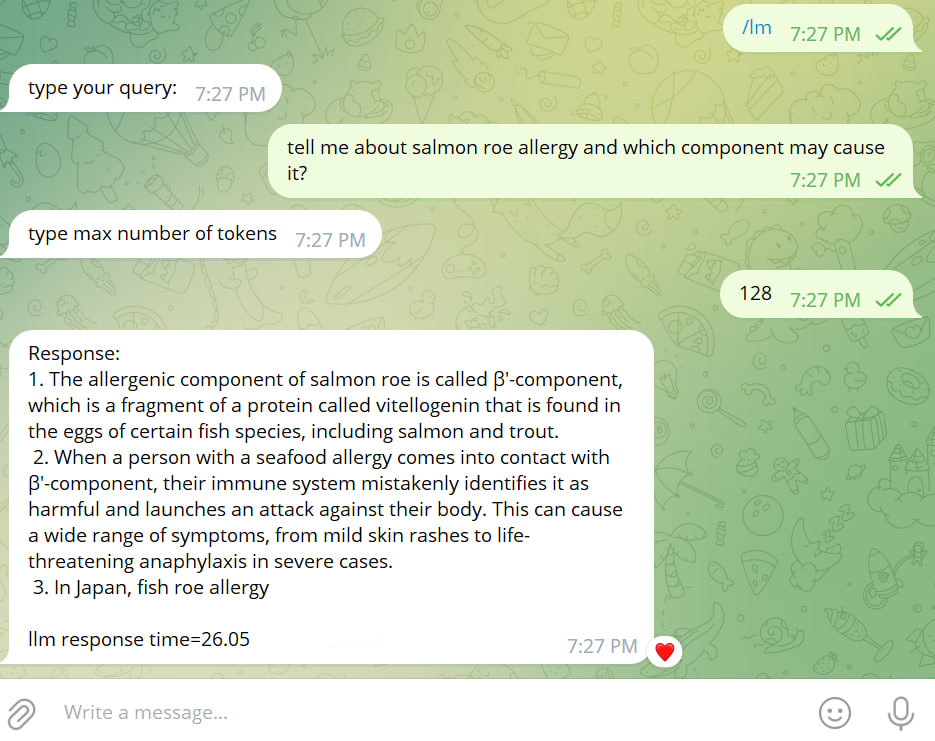 /lm 7:27 PM
type your query: 7:27 PM
tell me about salmon roe allergy and which component may cause
it?
7:27 PM
type max number of tokens 7:27 PM
128 7:27 PM
Response:
1. The allergenic component of salmon roe is called β'-component,
which is a fragment of a protein called vitellogenin that is found in
the eggs of certain fish species, including salmon and trout.
2. When a person with a seafood allergy comes into contact with
β'-component, their immune system mistakenly identifies it as
harmful and launches an attack against their body. This can cause
a wide range of symptoms, from mild skin rashes to life-
threatening anaphylaxis in severe cases.
3. In Japan, fish roe allergy
llm response time=26.05
7:27 PM
Write a message...